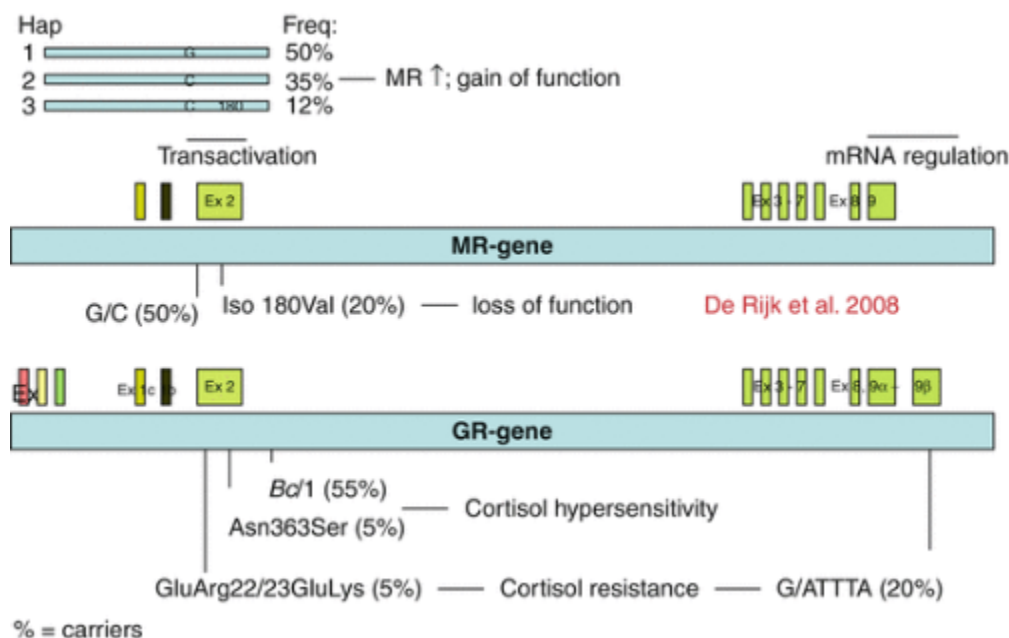 Hap Freq:
1 G 50%
2 C 35% MR ↑; gain of function
3 C 180 12%
Transactivation mRNA regulation
Ex 2 Ex 3 - 7 Ex 8 9
MR-gene
G/C (50%) Iso 180Val (20%) loss of function De Rijk et al. 2008
Ex Ex 1c Ex 2 Ex 3 - 7 Ex 8, 9α - 9β
GR-gene
Bcl1 (55%)
Cortisol hypersensitivity
Asn363Ser (5%)
GluArg22/23GluLys (5%) Cortisol resistance G/ATTTA (20%)
% = carriers